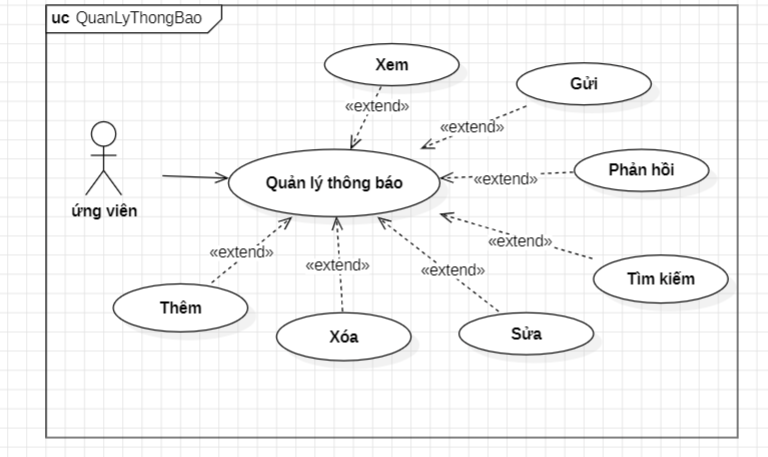 uc QuanLyThongBao
Xem
Gửi
«extend»
«extend»
Quản lý thông báo
«extend»
Phản hồi
ứng viên
«extend»
«extend»
«extend»
«extend»
Tìm kiếm
Thêm
Xóa
Sửa